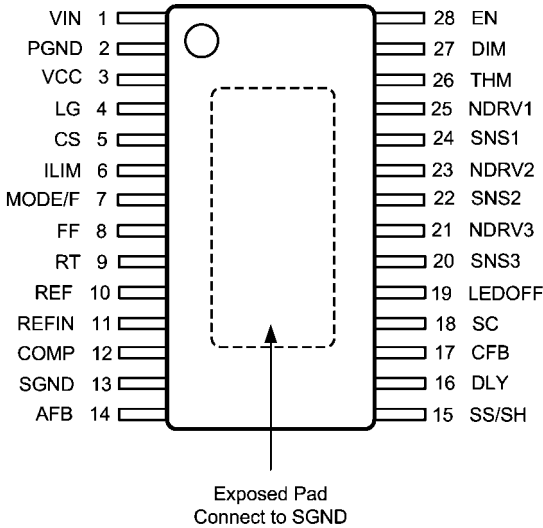 VIN 1 28 EN
PGND 2 27 DIM
VCC 3 26 THM
LG 4 25 NDRV1
CS 5 24 SNS1
ILIM 6 23 NDRV2
MODE/F 7 22 SNS2
FF 8 21 NDRV3
RT 9 20 SNS3
REF 10 19 LEDOFF
REFIN 11 18 SC
COMP 12 17 CFB
SGND 13 16 DLY
AFB 14 15 SS/SH
Exposed Pad
Connect to SGND